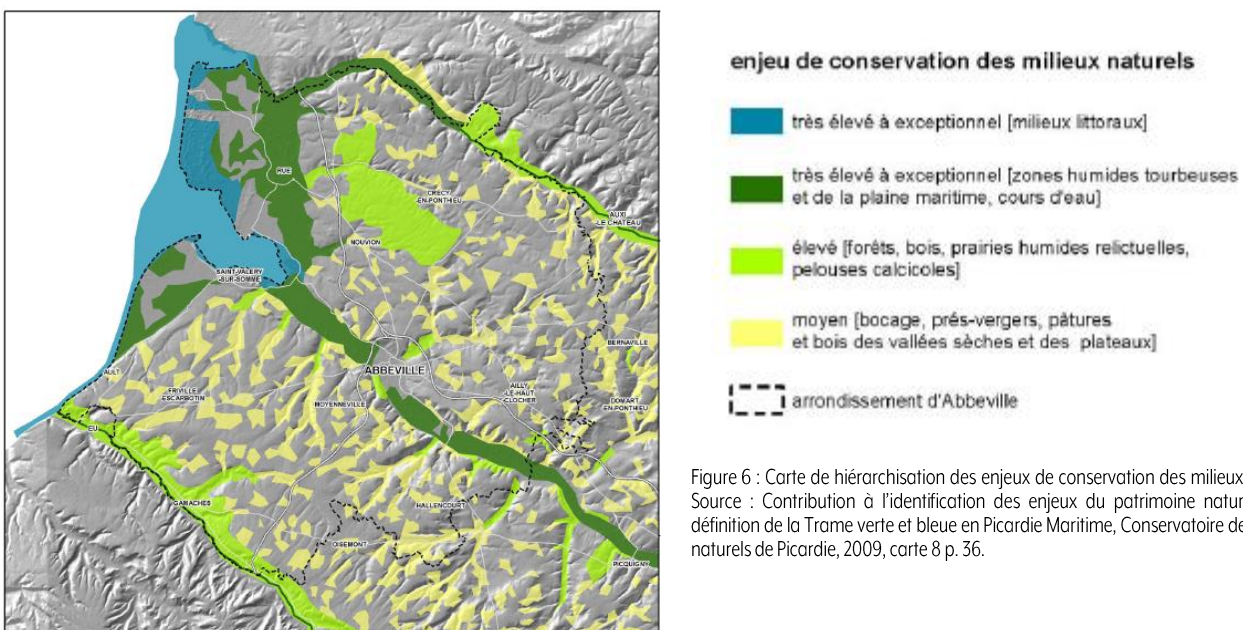 RUE
CRECY
-EN-PONTHIEU
AUXI
-LE CHATEAU
NOUVION
SAINT-VALERY
-SUR-SOMME
BERNAVILLE
ABBEVILLE
AULT
AILLY
-LE-HAUT
-CLOCHER
FRIVILLE
-ESCARBOTIN
MOYENNEVILLE
DOMART
-EN-PONTHIEU
EU
GAMACHES
HALLENCOURT
OISEMONT
PICQUIGNY
enjeu de conservation des milieux naturels
très élevé à exceptionnel [milieux littoraux]
très élevé à exceptionnel [zones humides tourbeuses
et de la plaine maritime, cours d'eau]
élevé [forêts, bois, prairies humides relictuelles,
pelouses calcicoles]
moyen [bocage, prés-vergers, pâtures
et bois des vallées sèches et des plateaux]
arrondissement d'Abbeville
Figure 6 : Carte de hiérarchisation des enjeux de conservation des milieux
Source : Contribution à l'identification des enjeux du patrimoine natur
définition de la Trame verte et bleue en Picardie Maritime, Conservatoire de
naturels de Picardie, 2009, carte 8 p. 36.